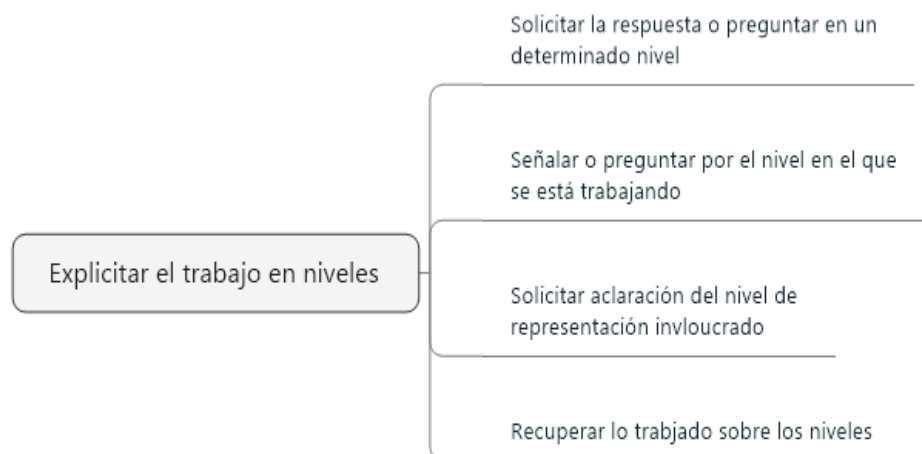 Solicitar la respuesta o preguntar en un
determinado nivel
Señalar o preguntar por el nivel en el que
se está trabajando
Explicitar el trabajo en niveles
Solicitar aclaración del nivel de
representación invloucrado
Recuperar lo trabjado sobre los niveles